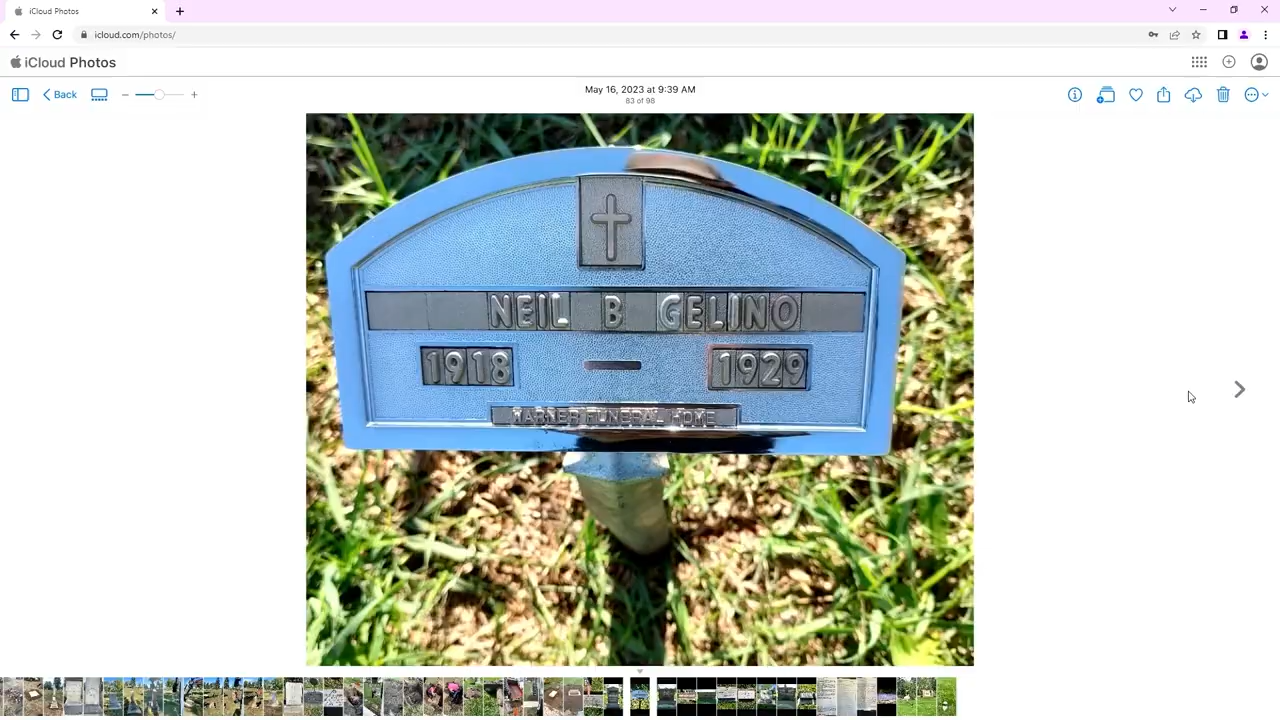 iCloud Photos
icloud.com/photos/
iCloud Photos
Back
May 16, 2023 at 9:39 AM
83 of 98
NEIL B GELINO
1918 — 1929
WARNER FUNERAL HOME